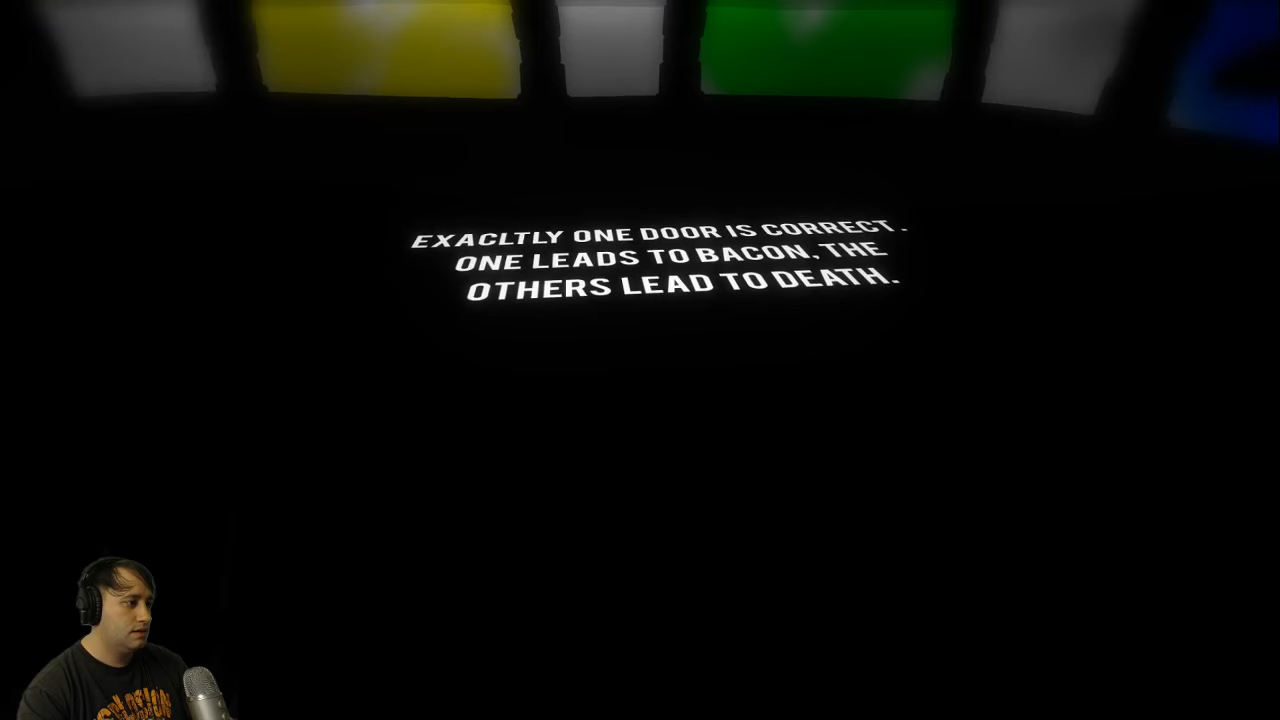 EXACLTLY ONE DOOR IS CORRECT.
ONE LEADS TO BACON, THE
OTHERS LEAD TO DEATH.